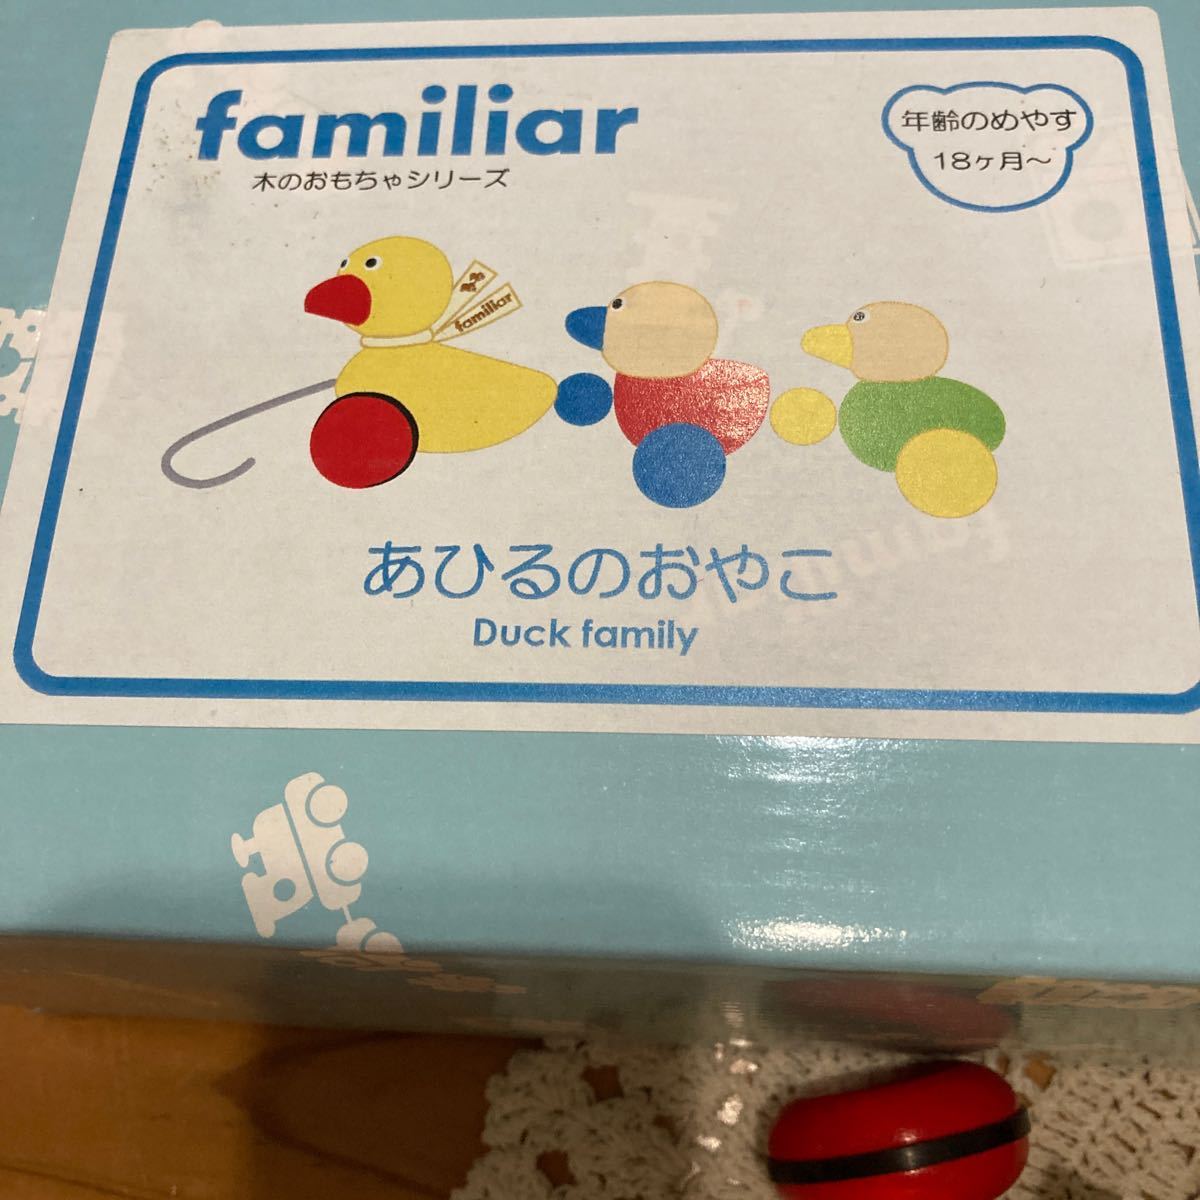 familiar
木のおもちゃシリーズ
年齢のめやす
18ヶ月～
familiar
あひるのおやこ
Duck family